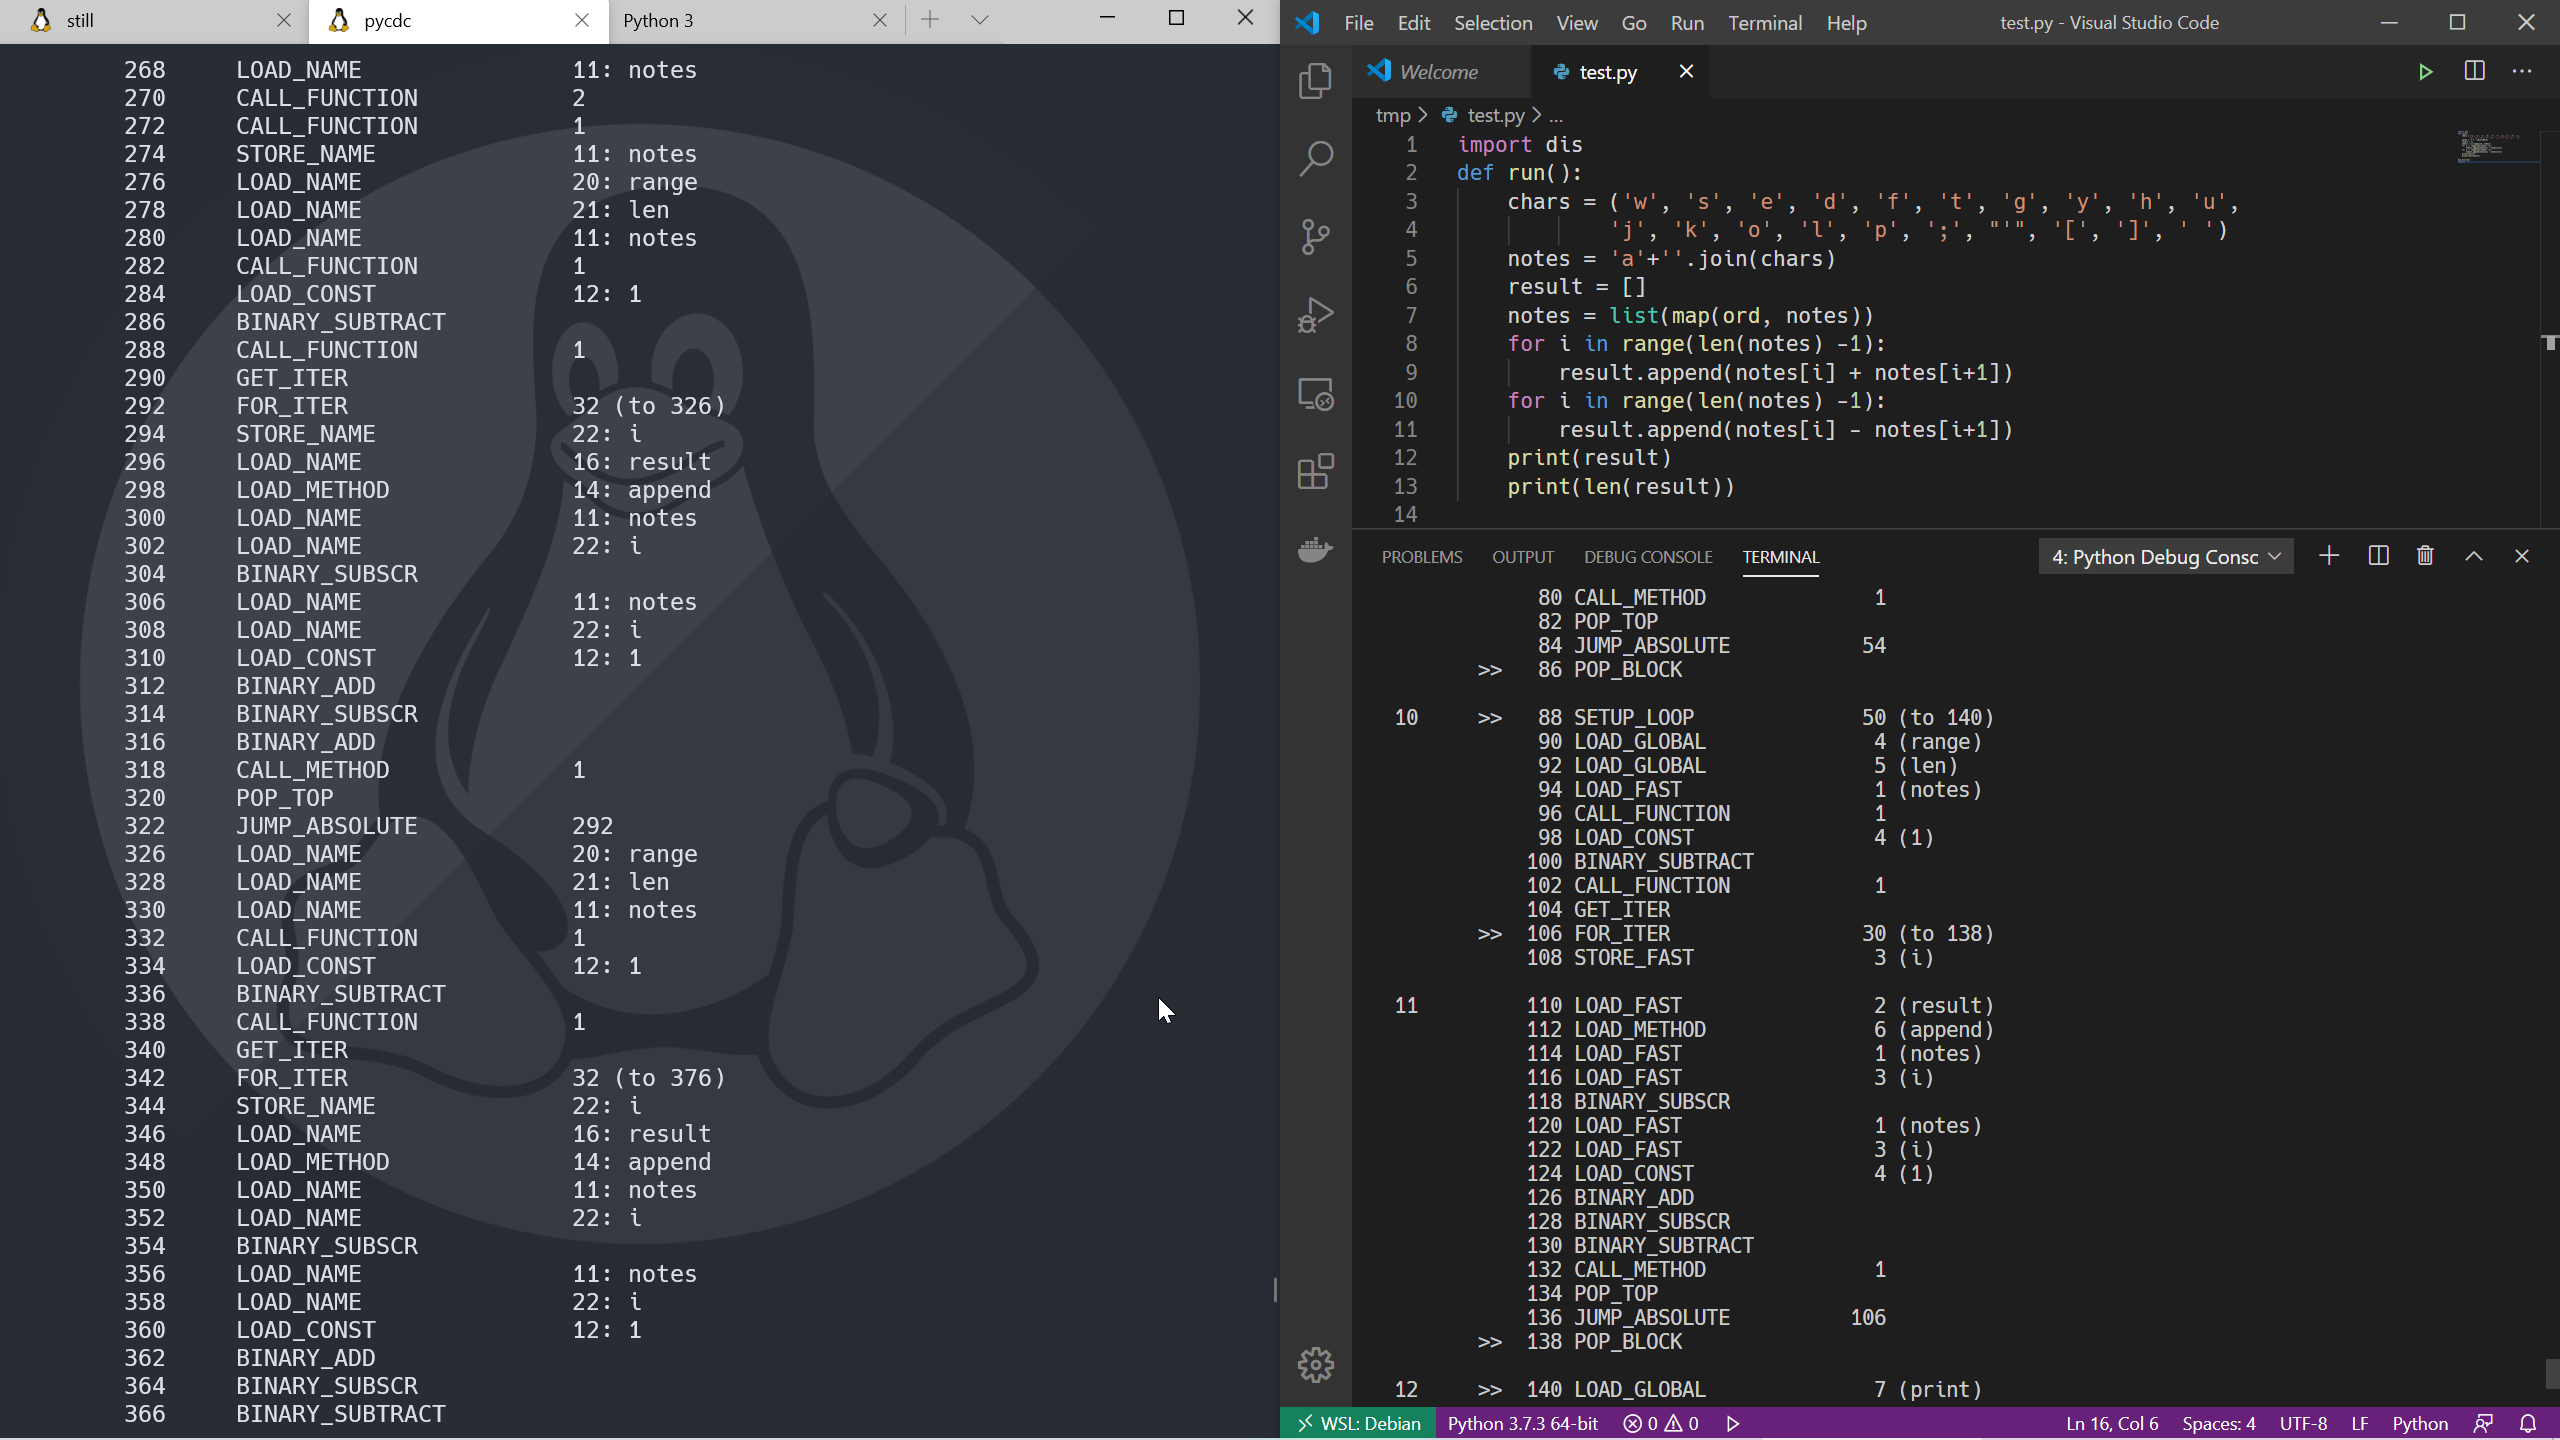 still
pycdc
Python 3
268 LOAD_NAME 11: notes
270 CALL_FUNCTION 2
272 CALL_FUNCTION 1
274 STORE_NAME 11: notes
276 LOAD_NAME 20: range
278 LOAD_NAME 21: len
280 LOAD_NAME 11: notes
282 CALL_FUNCTION 1
284 LOAD_CONST 12: 1
286 BINARY_SUBTRACT
288 CALL_FUNCTION 1
290 GET_ITER
292 FOR_ITER 32 (to 326)
294 STORE_NAME 22: i
296 LOAD_NAME 16: result
298 LOAD_METHOD 14: append
300 LOAD_NAME 11: notes
302 LOAD_NAME 22: i
304 BINARY_SUBSCR
306 LOAD_NAME 11: notes
308 LOAD_NAME 22: i
310 LOAD_CONST 12: 1
312 BINARY_ADD
314 BINARY_SUBSCR
316 BINARY_ADD
318 CALL_METHOD 1
320 POP_TOP
322 JUMP_ABSOLUTE 292
326 LOAD_NAME 20: range
328 LOAD_NAME 21: len
330 LOAD_NAME 11: notes
332 CALL_FUNCTION 1
334 LOAD_CONST 12: 1
336 BINARY_SUBTRACT
338 CALL_FUNCTION 1
340 GET_ITER
342 FOR_ITER 32 (to 376)
344 STORE_NAME 22: i
346 LOAD_NAME 16: result
348 LOAD_METHOD 14: append
350 LOAD_NAME 11: notes
352 LOAD_NAME 22: i
354 BINARY_SUBSCR
356 LOAD_NAME 11: notes
358 LOAD_NAME 22: i
360 LOAD_CONST 12: 1
362 BINARY_ADD
364 BINARY_SUBSCR
366 BINARY_SUBTRACT
File Edit Selection View Go Run Terminal Help test.py - Visual Studio Code
Welcome test.py
tmp > test.py > ...
1 import dis
2 def run():
3 chars = ('w', 's', 'e', 'd', 'f', 't', 'g', 'y', 'h', 'u',
4 'j', 'k', 'o', 'l', 'p', ';', "'", '[', ']', ' ')
5 notes = 'a'+''.join(chars)
6 result = []
7 notes = list(map(ord, notes))
8 for i in range(len(notes) -1):
9 result.append(notes[i] + notes[i+1])
10 for i in range(len(notes) -1):
11 result.append(notes[i] - notes[i+1])
12 print(result)
13 print(len(result))
14
PROBLEMS OUTPUT DEBUG CONSOLE TERMINAL 4: Python Debug Consc
80 CALL_METHOD 1
82 POP_TOP
84 JUMP_ABSOLUTE 54
>> 86 POP_BLOCK
10 >> 88 SETUP_LOOP 50 (to 140)
90 LOAD_GLOBAL 4 (range)
92 LOAD_GLOBAL 5 (len)
94 LOAD_FAST 1 (notes)
96 CALL_FUNCTION 1
98 LOAD_CONST 4 (1)
100 BINARY_SUBTRACT
102 CALL_FUNCTION 1
104 GET_ITER
>> 106 FOR_ITER 30 (to 138)
108 STORE_FAST 3 (i)
11 110 LOAD_FAST 2 (result)
112 LOAD_METHOD 6 (append)
114 LOAD_FAST 1 (notes)
116 LOAD_FAST 3 (i)
118 BINARY_SUBSCR
120 LOAD_FAST 1 (notes)
122 LOAD_FAST 3 (i)
124 LOAD_CONST 4 (1)
126 BINARY_ADD
128 BINARY_SUBSCR
130 BINARY_SUBTRACT
132 CALL_METHOD 1
134 POP_TOP
136 JUMP_ABSOLUTE 106
>> 138 POP_BLOCK
12 >> 140 LOAD_GLOBAL 7 (print)
WSL: Debian Python 3.7.3 64-bit 0 0 Ln 16, Col 6 Spaces: 4 UTF-8 LF Python